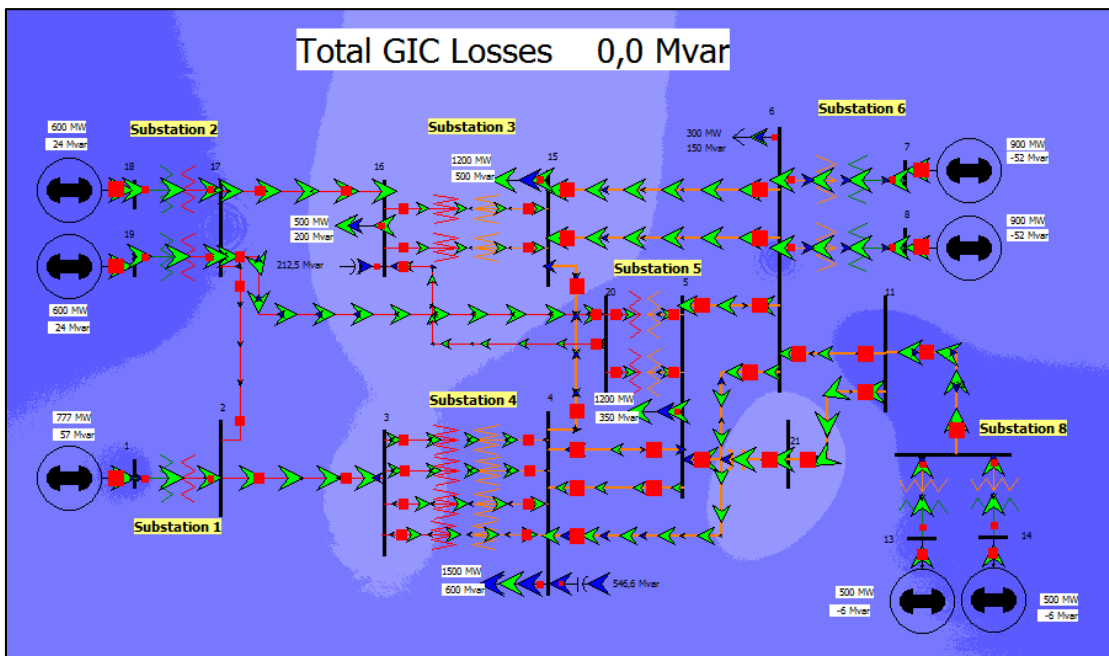 Total GIC Losses 0,0 Mvar
600 MW
24 Mvar
Substation 2
18
17
19
600 MW
24 Mvar
Substation 3
16
15
1200 MW
500 Mvar
500 MW
200 Mvar
212,5 Mvar
6
300 MW
150 Mvar
Substation 6
7
900 MW
-52 Mvar
8
900 MW
-52 Mvar
Substation 5
20
5
1200 MW
350 Mvar
11
777 MW
57 Mvar
1
2
Substation 1
3
Substation 4
4
1500 MW
600 Mvar
546,6 Mvar
21
Substation 8
13
14
500 MW
-6 Mvar
500 MW
-6 Mvar